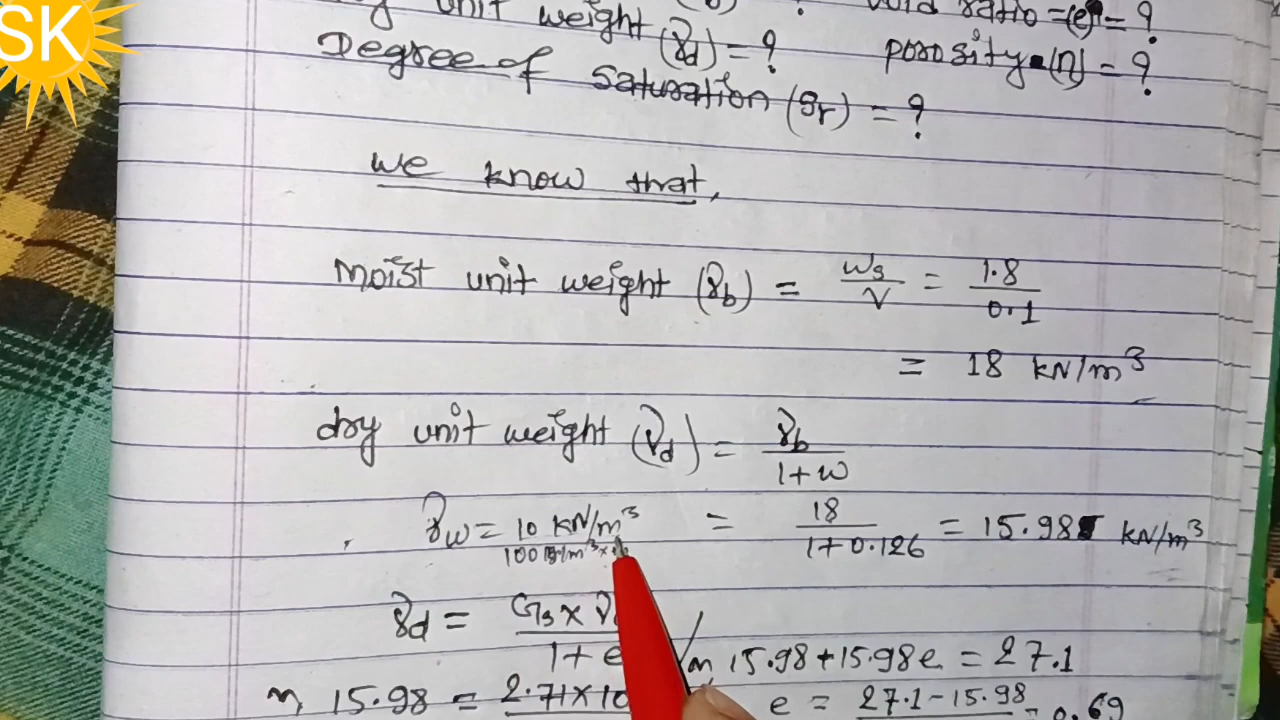 SK
unit weight (γd) = ? void ratio = (e) = ?
Degree of saturation (Sr) = ? porosity (n) = ?
we know that,
Moist unit weight (γb) = Ws/V = 1.8/0.1
= 18 kN/m³
dry unit weight (γd) = γb/1+w
γw = 10 kN/m³ = 18/1+0.126 = 15.98 kN/m³
γd = Gs×
1+e 15.98+15.98e = 27.1
15.98 = 2.71×10 e = 27.1-15.98 = 0.69